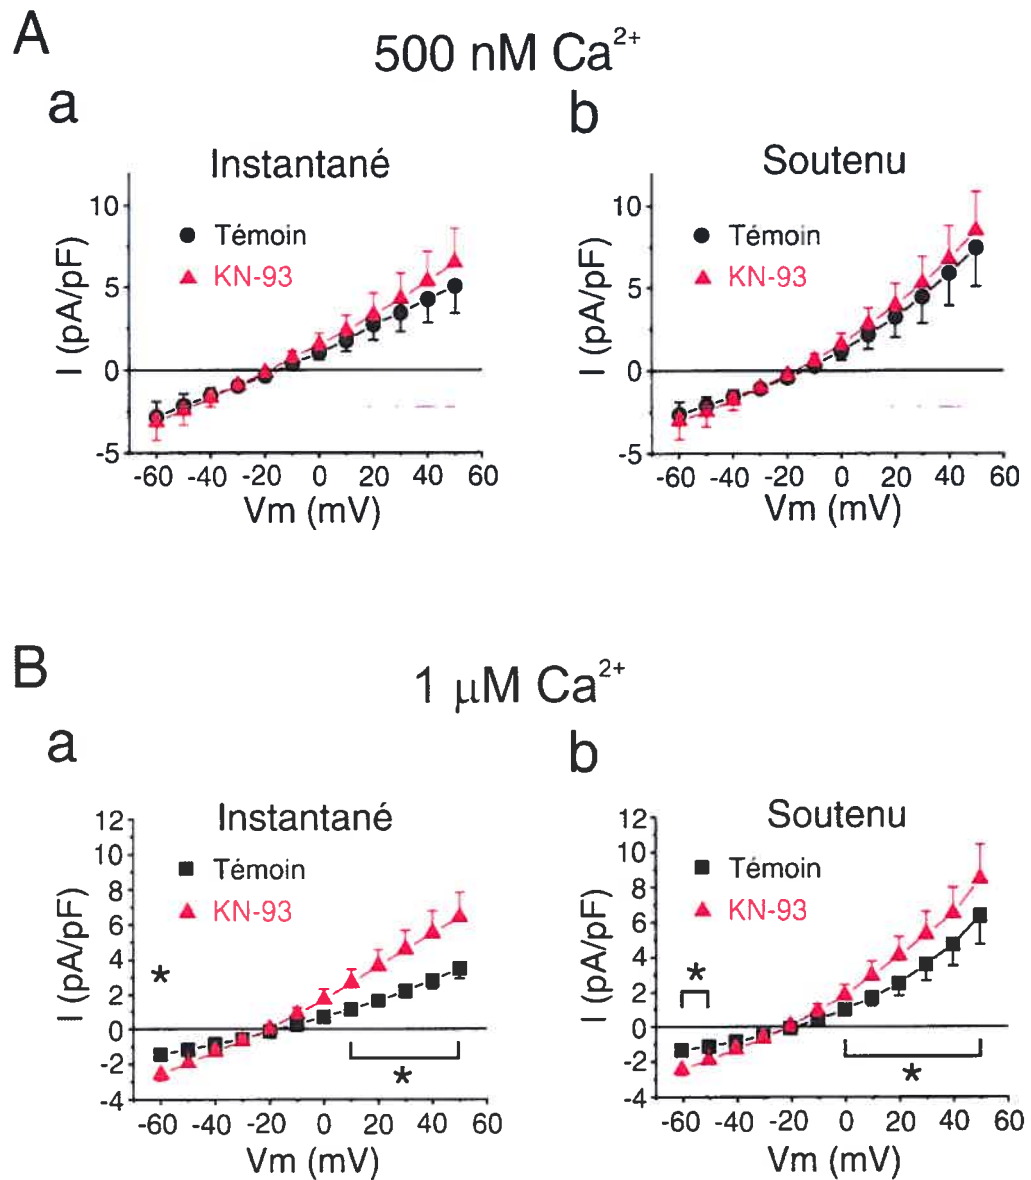 A
500 nM Ca²⁺
a
Instantané
Témoin
KN-93
I (pA/pF)
10
5
0
-5
-60 -40 -20 0 20 40 60
Vm (mV)
b
Soutenu
Témoin
KN-93
I (pA/pF)
10
5
0
-5
-60 -40 -20 0 20 40 60
Vm (mV)
B
1 μM Ca²⁺
a
Instantané
Témoin
KN-93
I (pA/pF)
12
10
8
6
4
2
0
-2
-4
*
*
-60 -40 -20 0 20 40 60
Vm (mV)
b
Soutenu
Témoin
KN-93
I (pA/pF)
12
10
8
6
4
2
0
-2
-4
*
*
-60 -40 -20 0 20 40 60
Vm (mV)